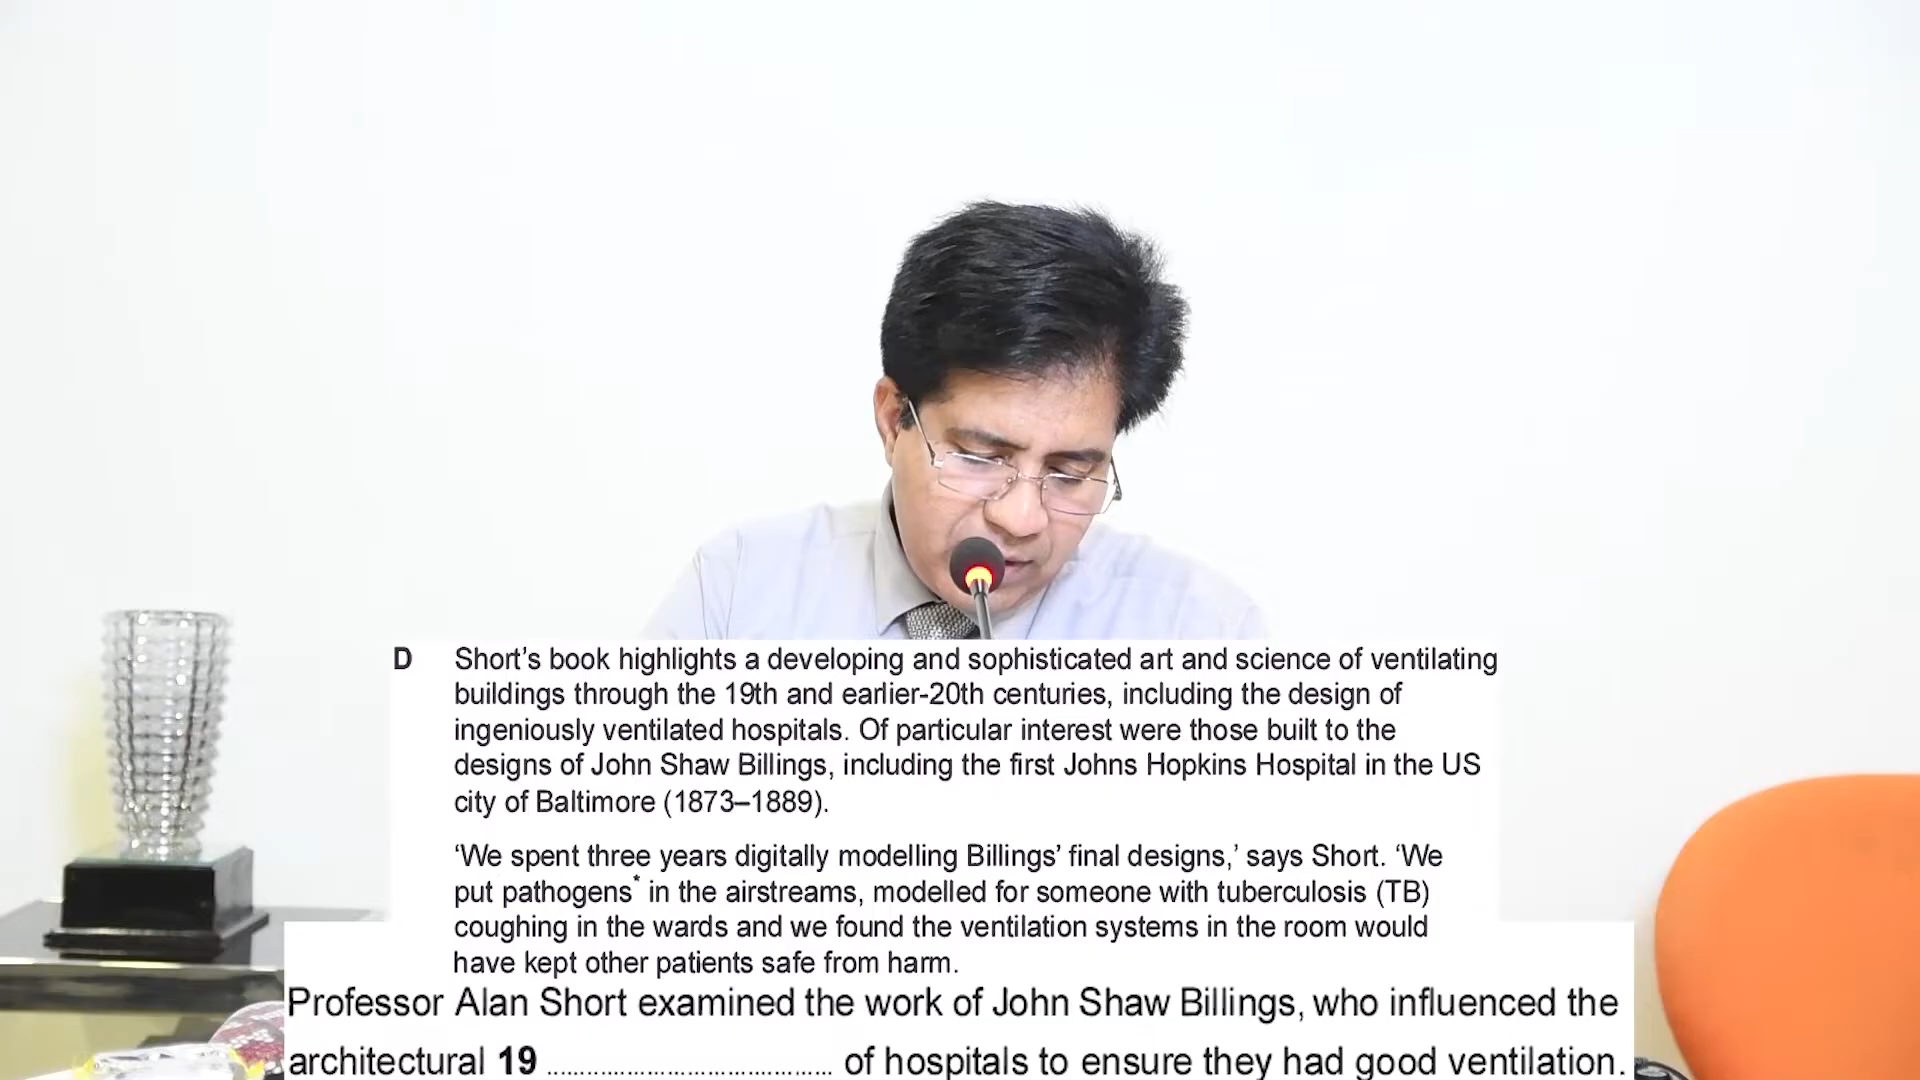 D Short’s book highlights a developing and sophisticated art and science of ventilating
buildings through the 19th and earlier-20th centuries, including the design of
ingeniously ventilated hospitals. Of particular interest were those built to the
designs of John Shaw Billings, including the first Johns Hopkins Hospital in the US
city of Baltimore (1873–1889).
‘We spent three years digitally modelling Billings’ final designs,’ says Short. ‘We
put pathogens* in the airstreams, modelled for someone with tuberculosis (TB)
coughing in the wards and we found the ventilation systems in the room would
have kept other patients safe from harm.
Professor Alan Short examined the work of John Shaw Billings, who influenced the
architectural 19 ........................................ of hospitals to ensure they had good ventilation.